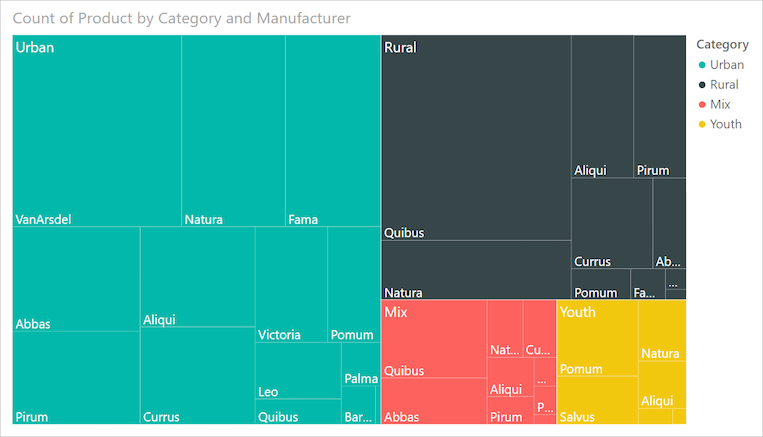 Count of Product by Category and Manufacturer
Urban
VanArsdel
Natura
Fama
Abbas
Aliqui
Victoria
Pomum
Pirum
Currus
Leo
Quibus
Palma
Bar...
Rural
Quibus
Natura
Aliqui
Pirum
Currus
Ab...
Pomum
Fa...
...
Mix
Quibus
Abbas
Nat...
Cu...
Aliqui
...
Pirum
P...
Youth
Pomum
Salvus
Natura
Aliqui
Category
Urban
Rural
Mix
Youth